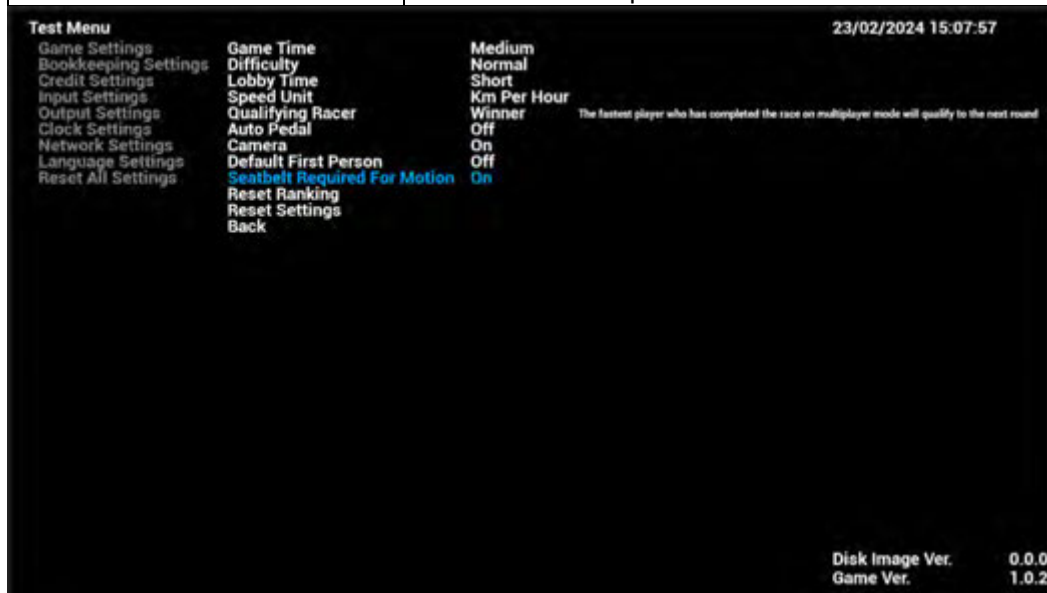 Test Menu 23/02/2024 15:07:57
Game Settings Game Time Medium
Bookkeeping Settings Difficulty Normal
Credit Settings Lobby Time Short
Input Settings Speed Unit Km Per Hour
Output Settings Qualifying Racer Winner The fastest player who has completed the race on multiplayer mode will qualify to the next round
Clock Settings Auto Pedal Off
Network Settings Camera On
Language Settings Default First Person Off
Reset All Settings Seatbelt Required For Motion On
Reset Ranking
Reset Settings
Back
Disk Image Ver. 0.0.0
Game Ver. 1.0.2